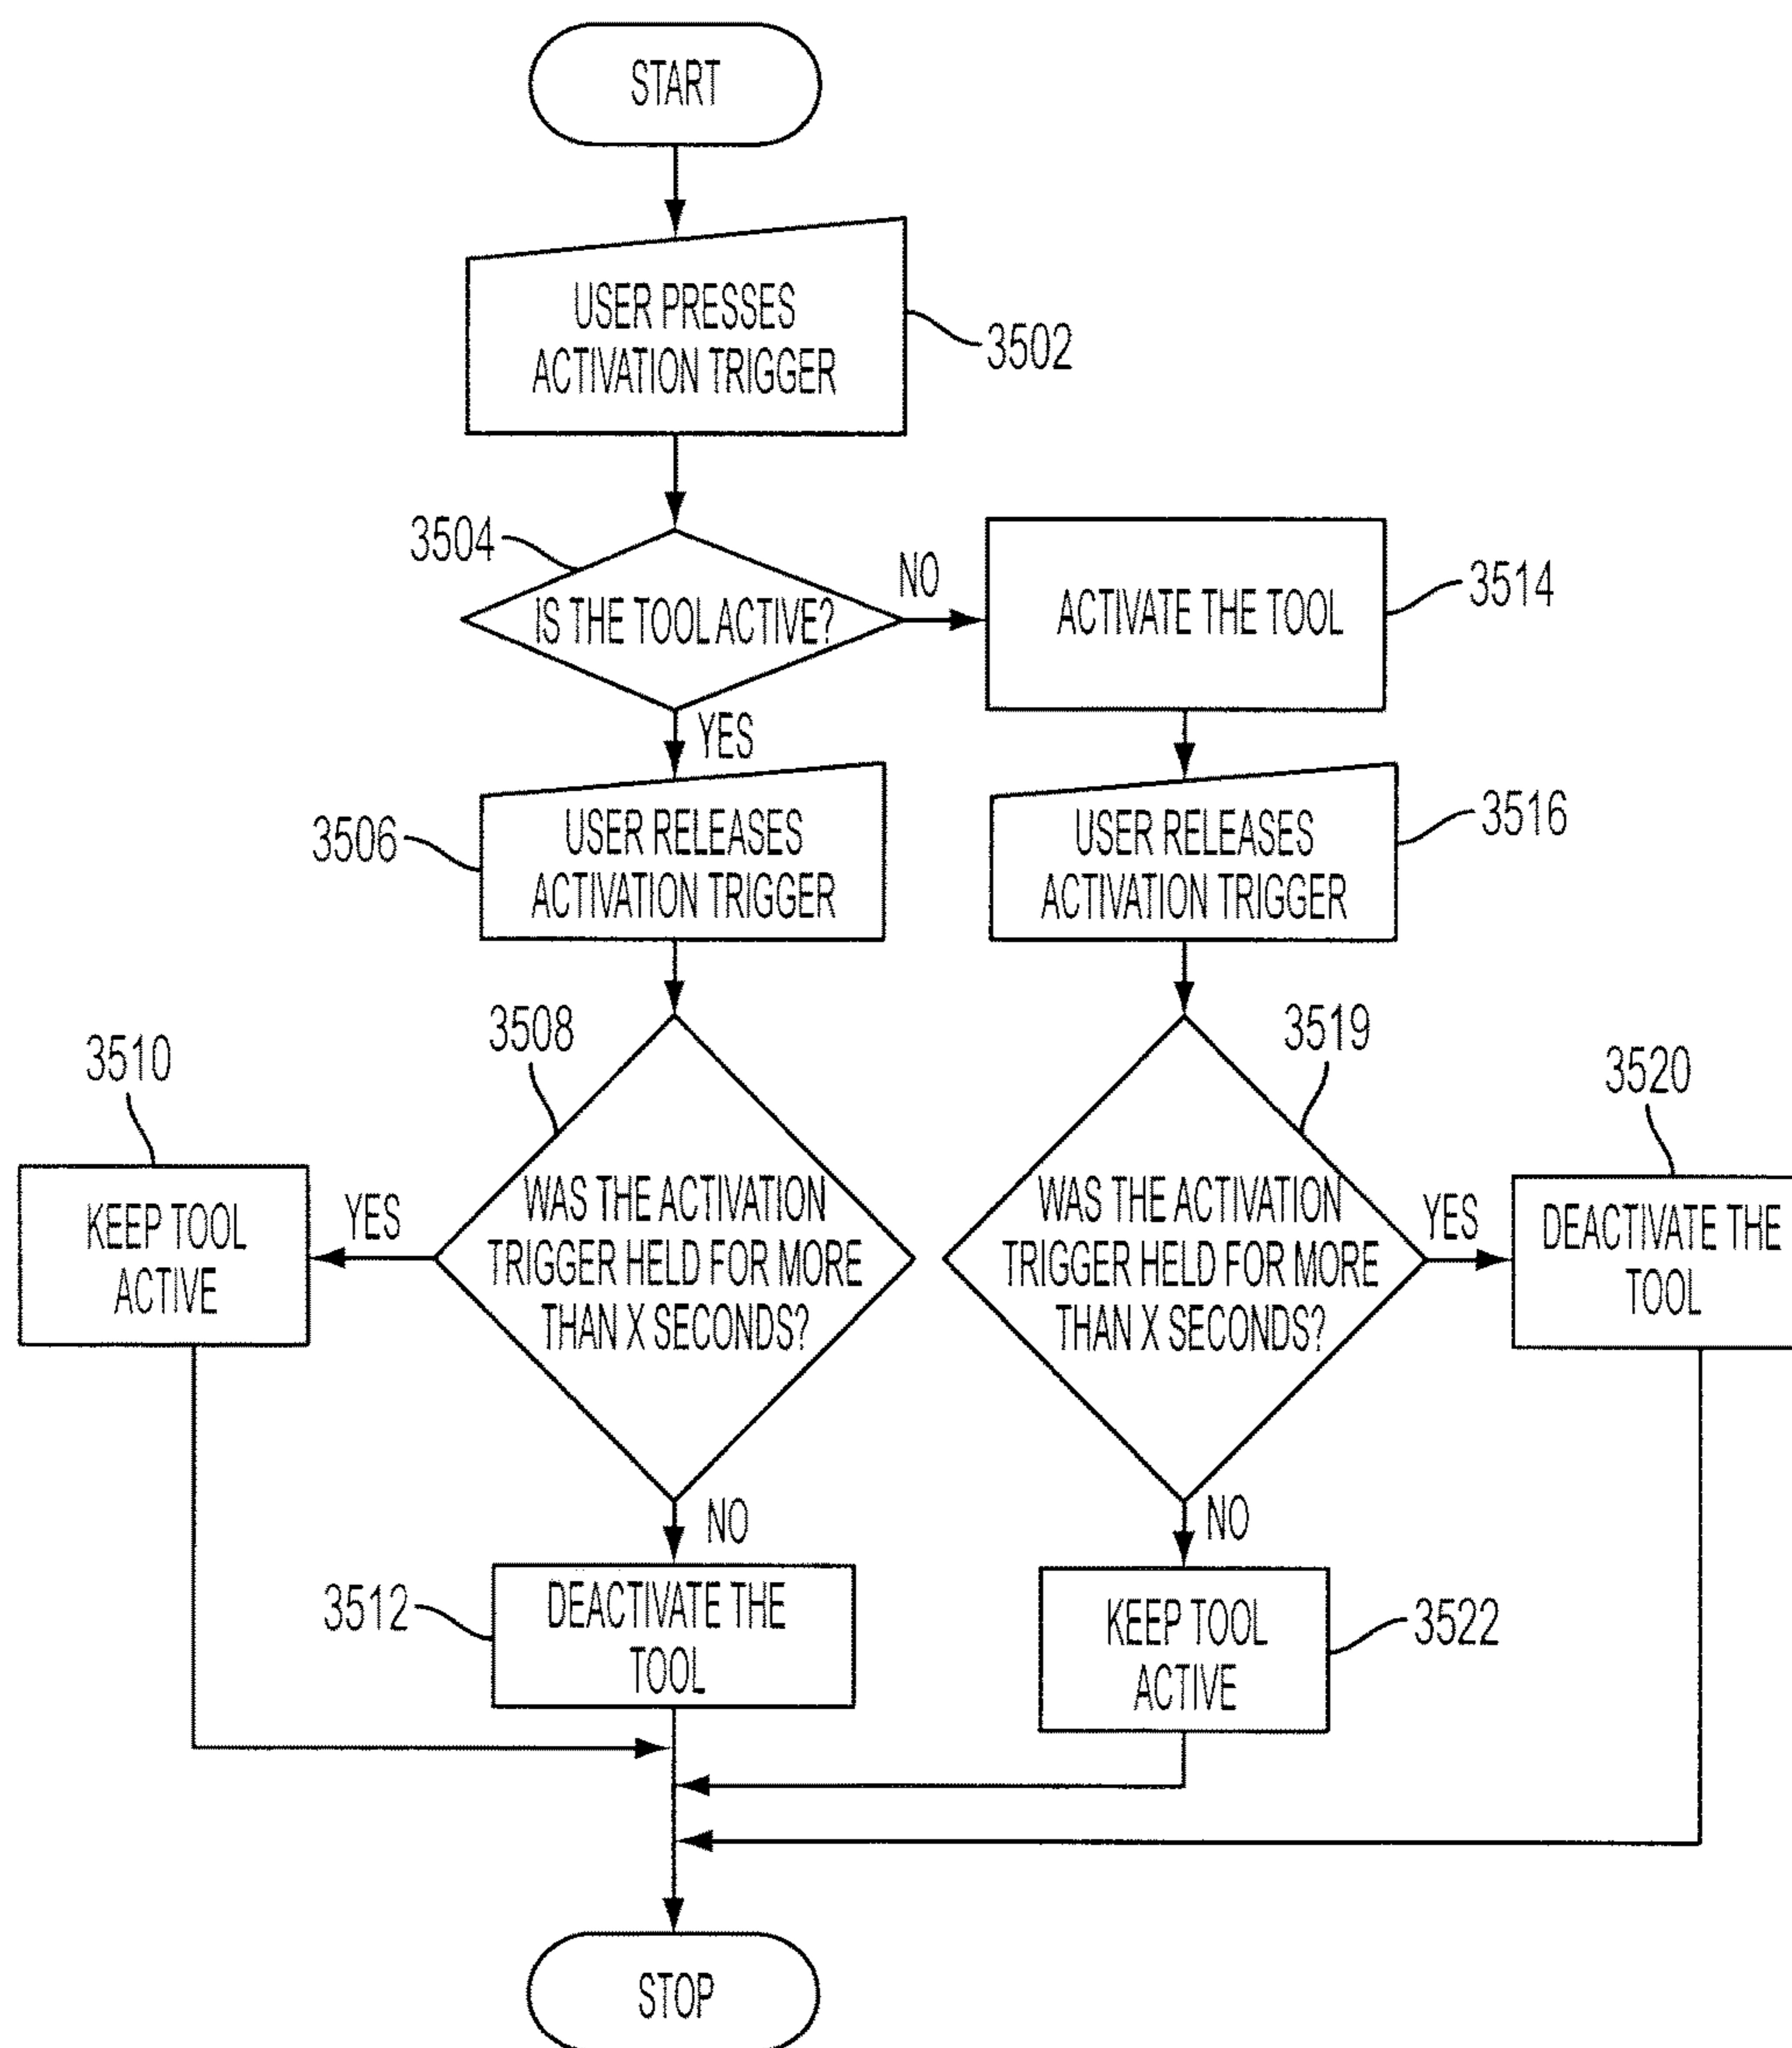 START
USER PRESSES
ACTIVATION TRIGGER
3502
3504
IS THE TOOL ACTIVE?
NO
ACTIVATE THE TOOL
3514
YES
3506
USER RELEASES
ACTIVATION TRIGGER
USER RELEASES
ACTIVATION TRIGGER
3516
3510
KEEP TOOL
ACTIVE
YES
3508
WAS THE ACTIVATION
TRIGGER HELD FOR MORE
THAN X SECONDS?
3519
WAS THE ACTIVATION
TRIGGER HELD FOR MORE
THAN X SECONDS?
YES
3520
DEACTIVATE THE
TOOL
NO
3512
DEACTIVATE THE
TOOL
NO
KEEP TOOL
ACTIVE
3522
STOP